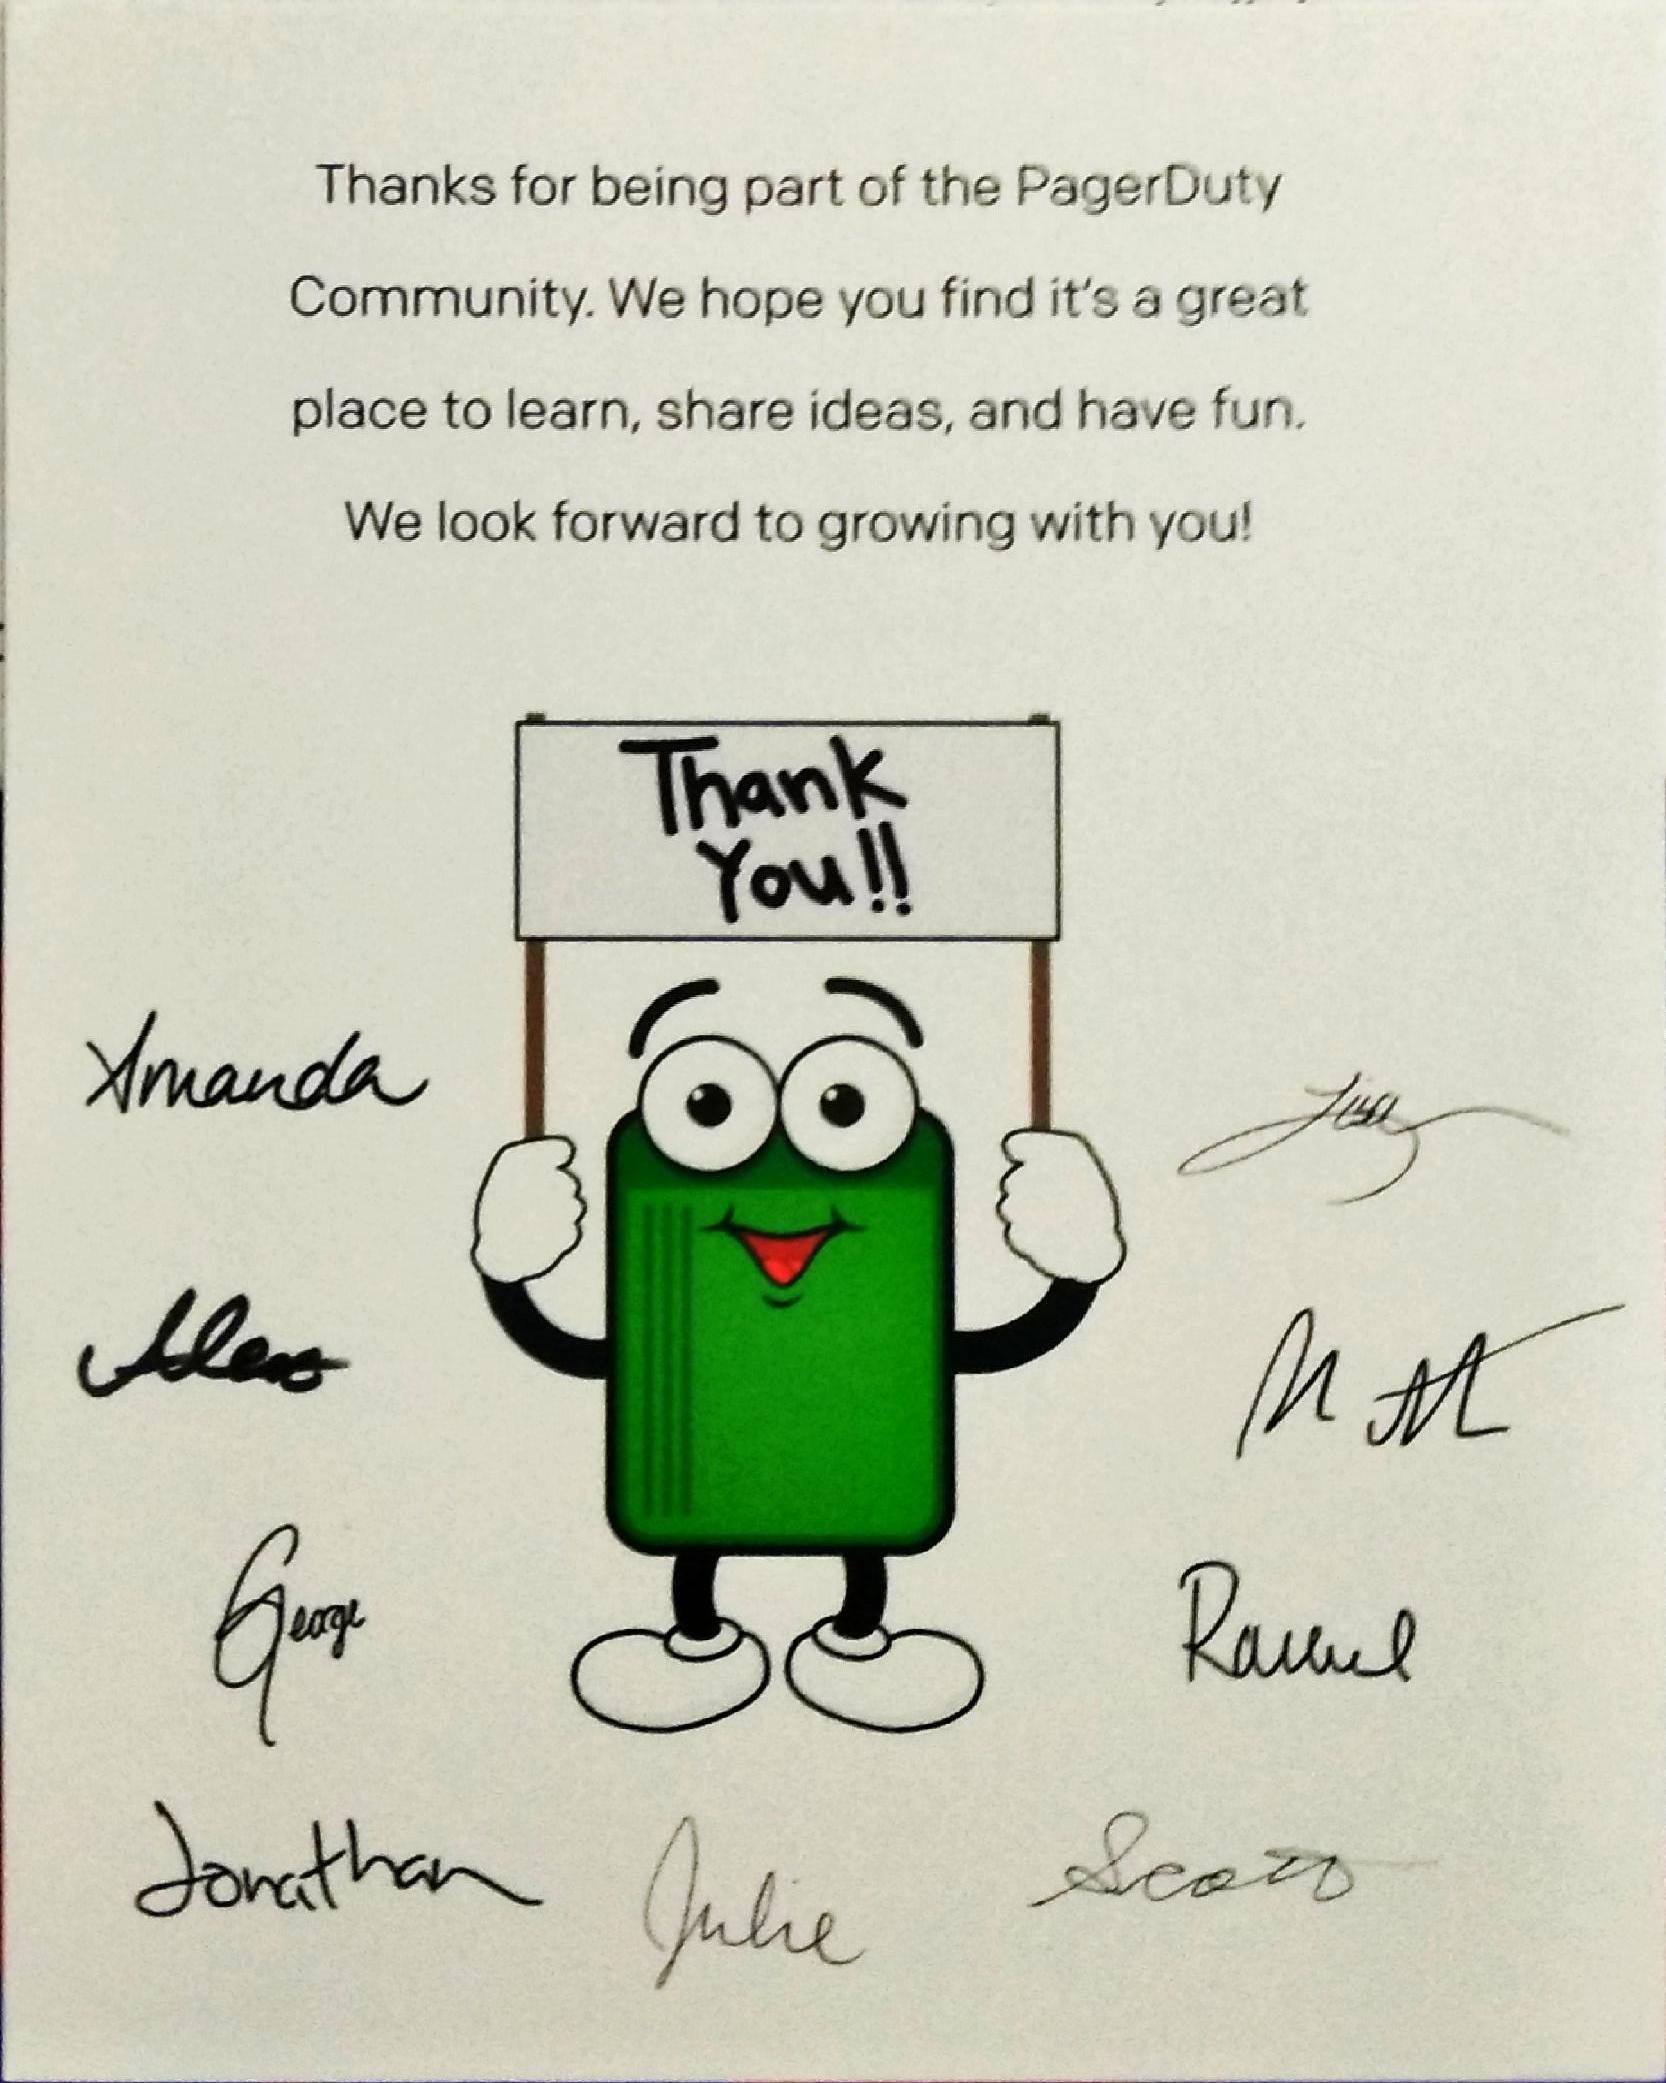 Thanks for being part of the PagerDuty
Community. We hope you find it's a great
place to learn, share ideas, and have fun.
We look forward to growing with you!
Thank
You!!
Amanda
Lisa
Alex
Matt
George
Jonathan
Julie
Scott